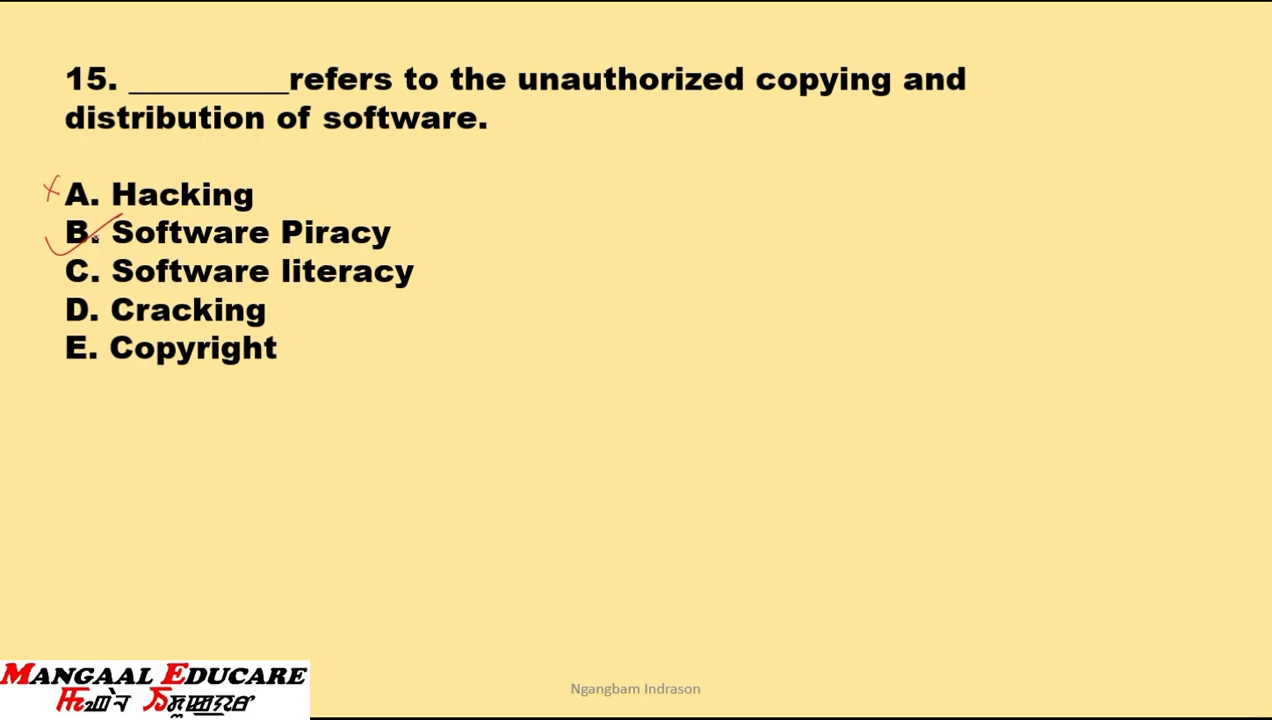 15. __________refers to the unauthorized copying and
distribution of software.
A. Hacking
B. Software Piracy
C. Software literacy
D. Cracking
E. Copyright
MANGAAL EDUCARE
Ngangbam Indrason